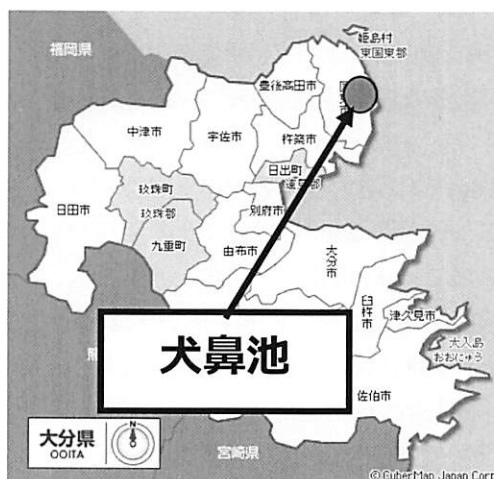 福岡県
姫島村
東国東郡
豊後高田市
中津市
宇佐市
杵築市
日出町
速見郡
玖珠町
日田市
玖珠郡
別府市
九重町
由布市
大分市
臼杵市
津久見市
犬鼻池
大入島
おおにゅう
佐伯市
大分県
OOITA
N
宮崎県
© CyberMap Japan Corp